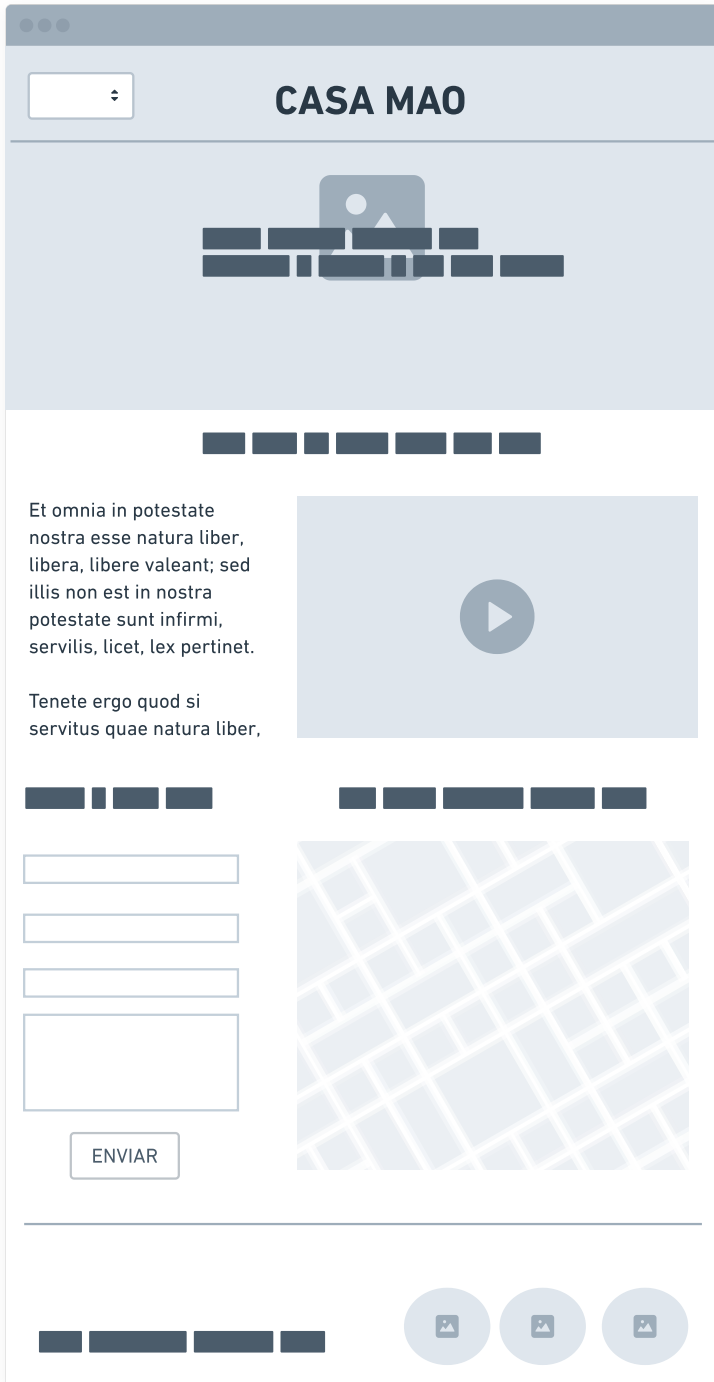 CASA MAO
Et omnia in potestate
nostra esse natura liber,
libera, libere valeant; sed
illis non est in nostra
potestate sunt infirmi,
servilis, licet, lex pertinet.
Tenete ergo quod si
servitus quae natura liber,
ENVIAR